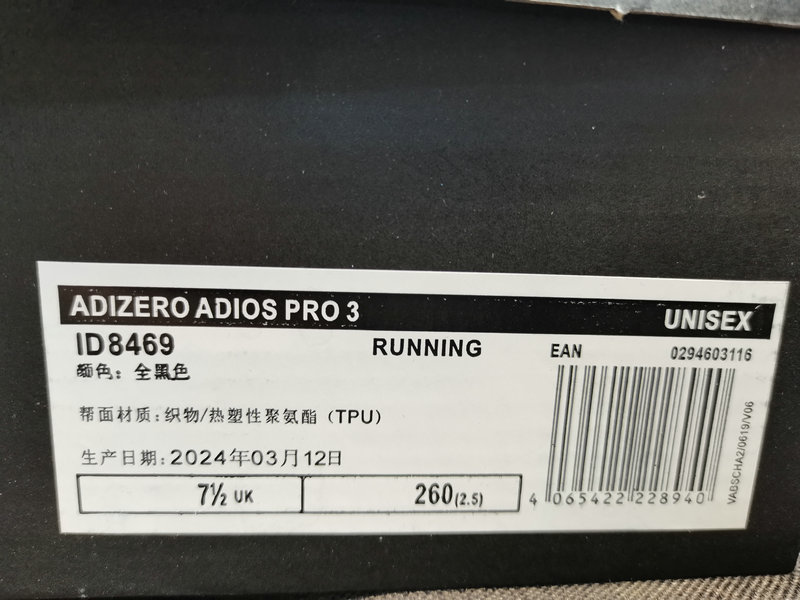 ADIZERO ADIOS PRO 3 UNISEX
ID8469 RUNNING EAN 0294603116
颜色：全黑色
帮面材质：织物/热塑性聚氨酯（TPU）
生产日期：2024年03月12日
7½ UK 260(2.5)
4 065422 228940
VABSCHA2/0619/V06